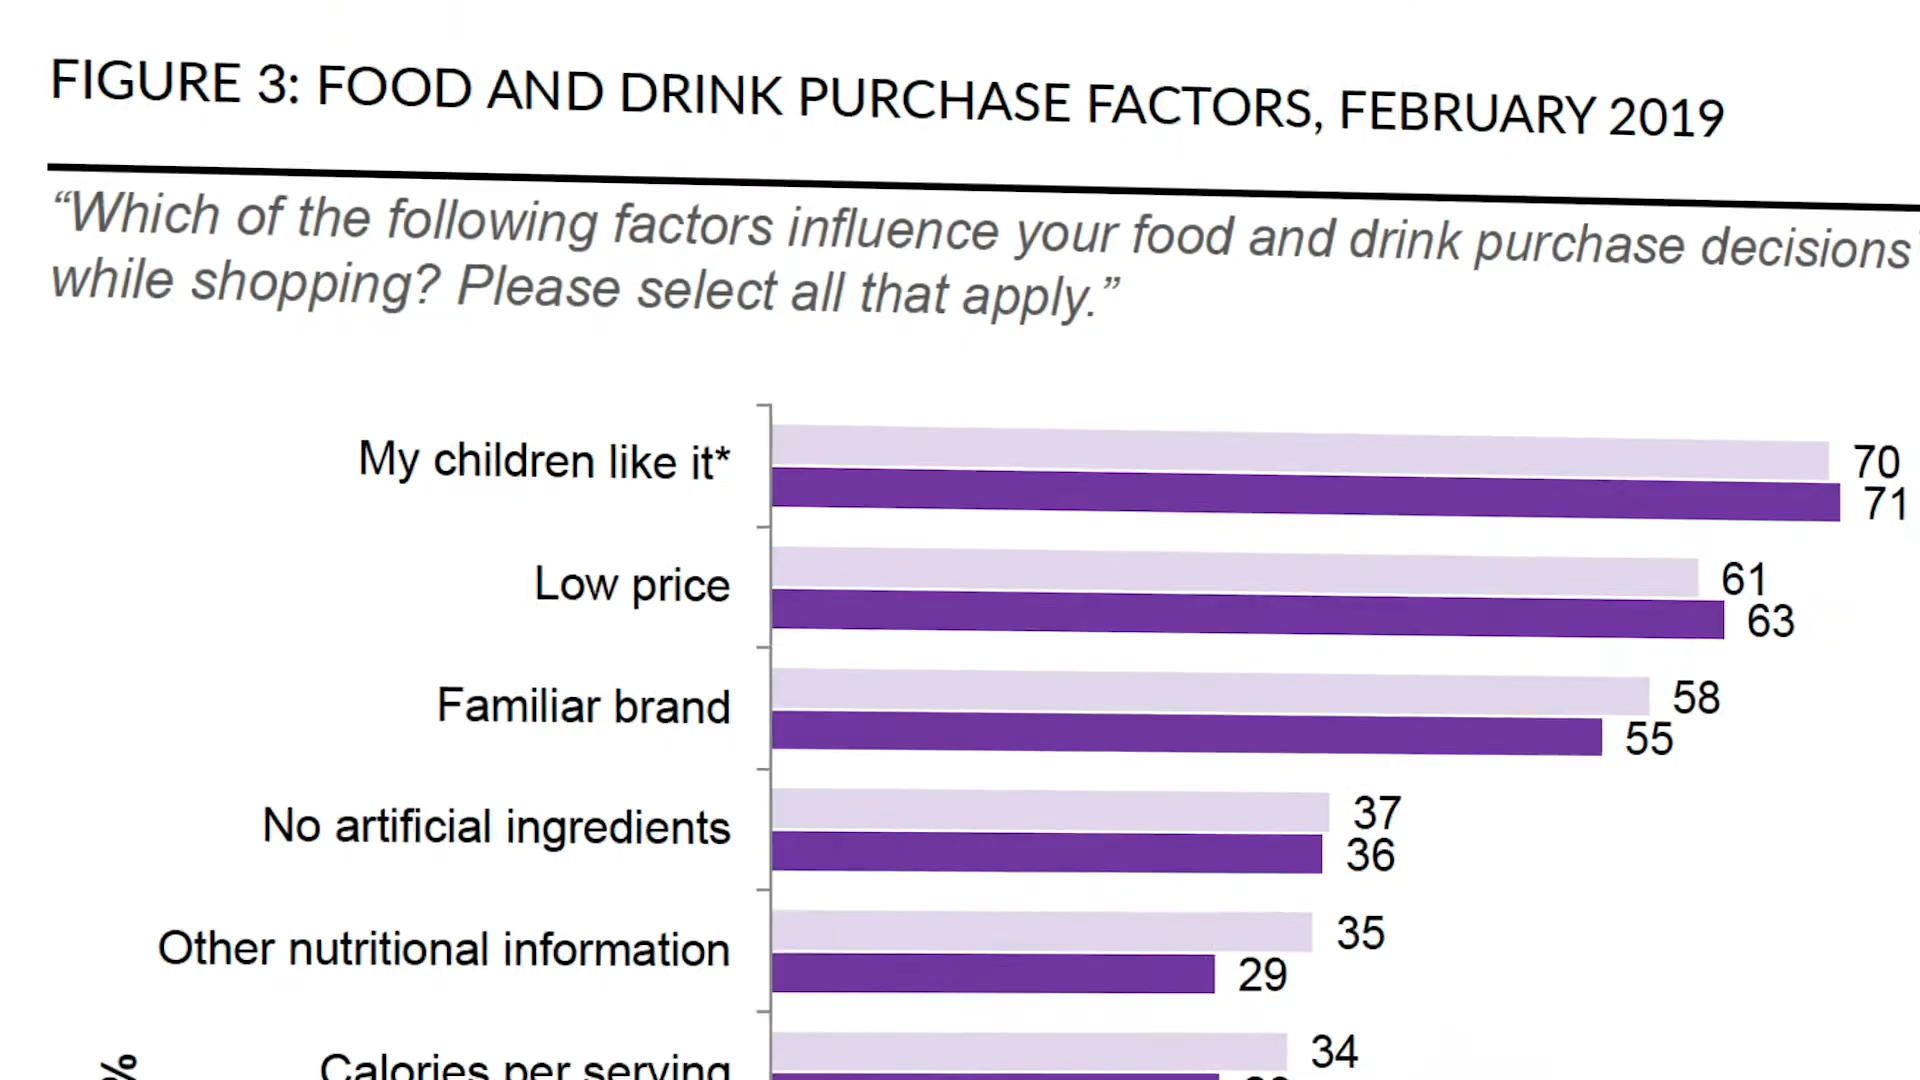 FIGURE 3: FOOD AND DRINK PURCHASE FACTORS, FEBRUARY 2019
“Which of the following factors influence your food and drink purchase decisions
while shopping? Please select all that apply.”
My children like it*
70
71
Low price
61
63
Familiar brand
58
55
No artificial ingredients
37
36
Other nutritional information
35
29
Calories per serving
34
%